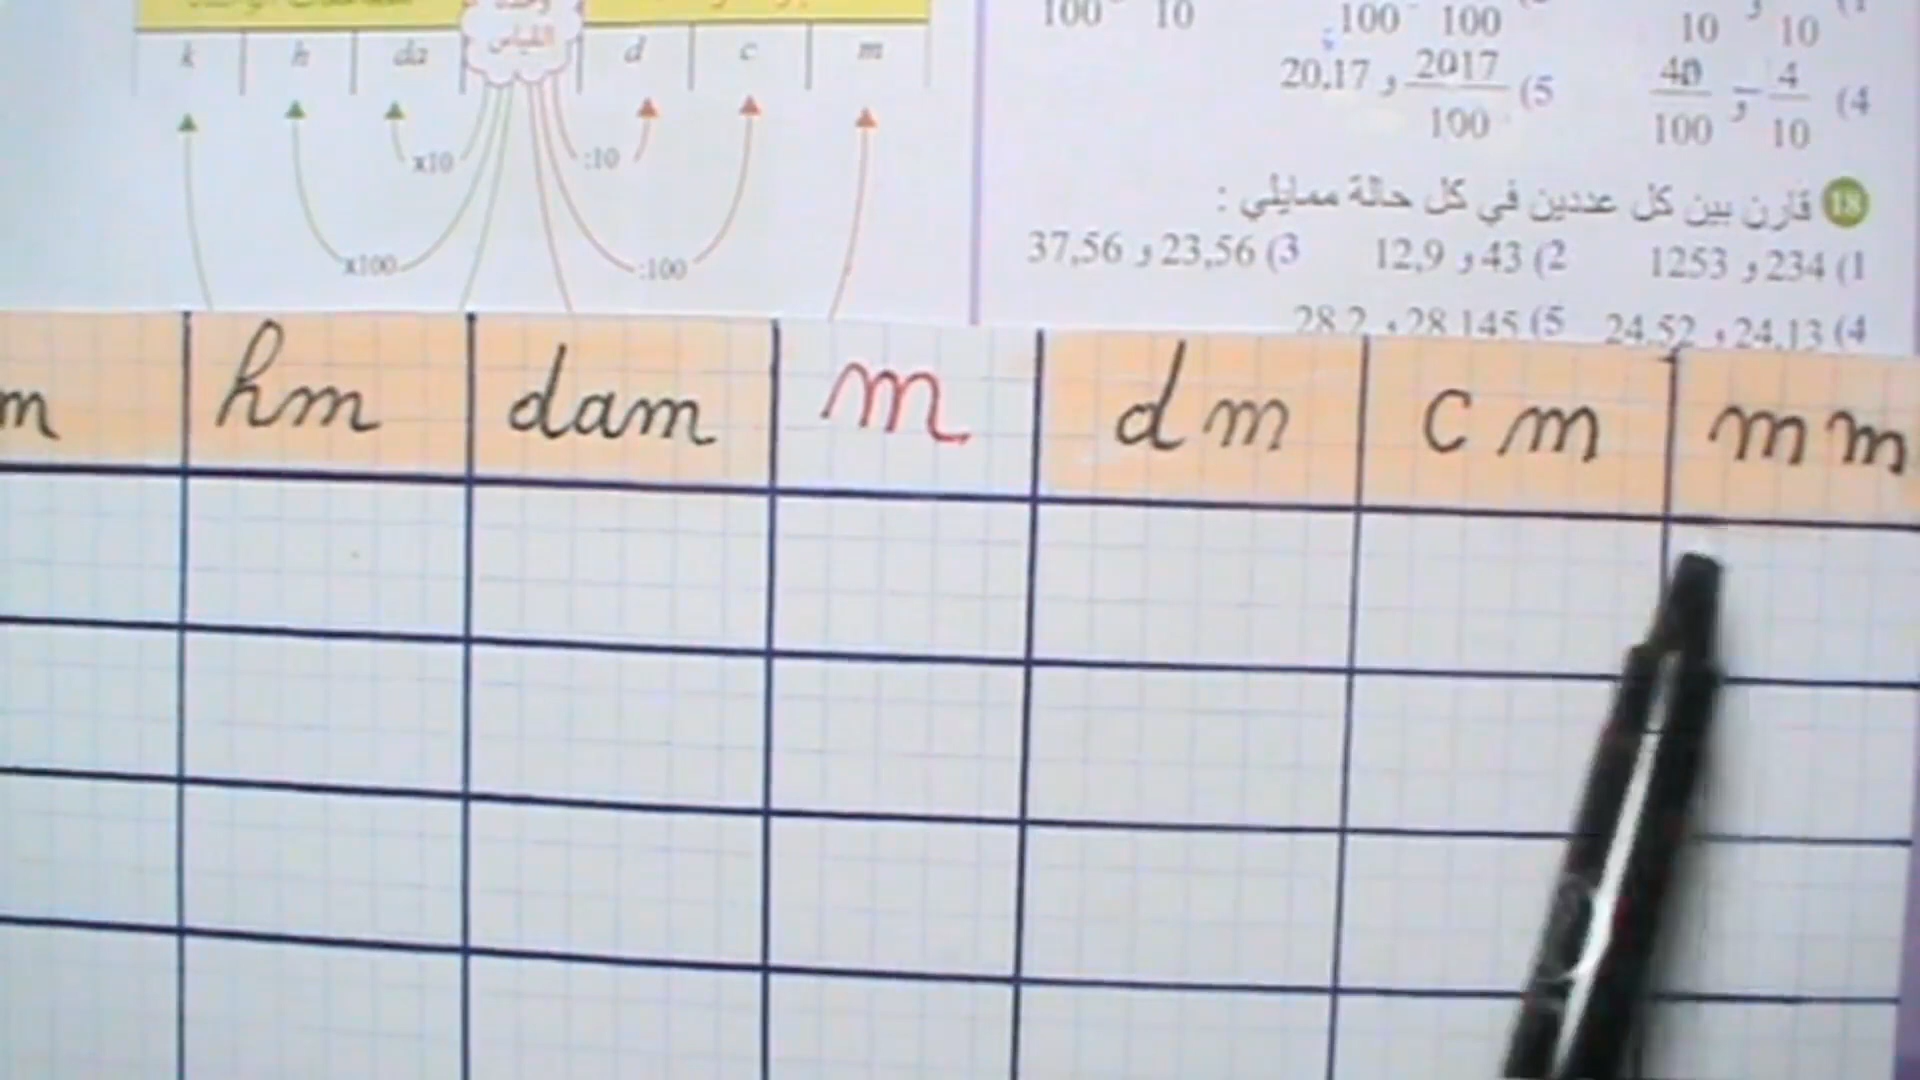 k h da القياس d c m
x10 :10
x100 :100
100 10
100 100
10 و 10
4) 4/10 و 40/100
5) 2017/100 و 20,17
18 قارن بين كل عددين في كل حالة ممايلي :
1) 234 و 1253 2) 43 و 12,9 3) 23,56 و 37,56
4) 24,13 و 24,52 5) 28,145 و 28,2
m hm dam m dm cm mm